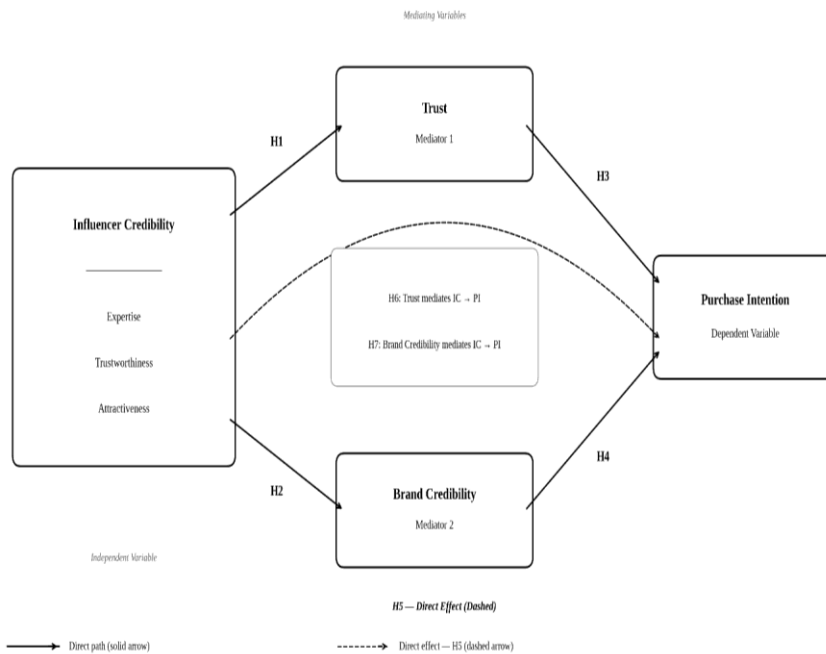 Mediating Variables
Trust
Mediator 1
H1
H3
Influencer Credibility
Expertise
Trustworthiness
Attractiveness
H6: Trust mediates IC → PI
H7: Brand Credibility mediates IC → PI
Purchase Intention
Dependent Variable
H2
H4
Brand Credibility
Mediator 2
Independent Variable
H5 — Direct Effect (Dashed)
Direct path (solid arrow)
Direct effect — H5 (dashed arrow)